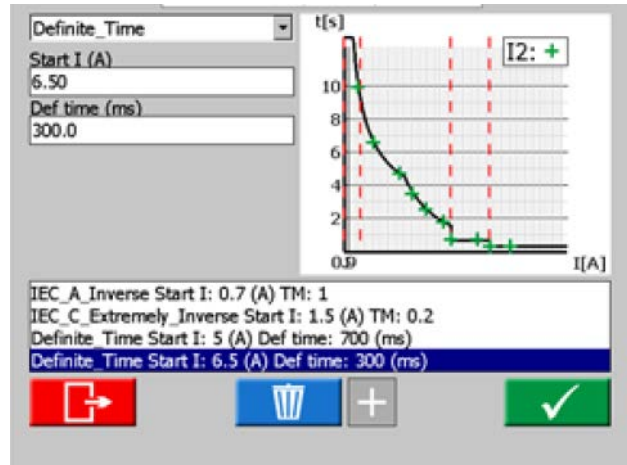 Definite_Time
Start I (A)
6.50
Def time (ms)
300.0
t[s]
I2: +
10
8
6
4
2
I[A]
IEC_A_Inverse Start I: 0.7 (A) TM: 1
IEC_C_Extremely_Inverse Start I: 1.5 (A) TM: 0.2
Definite_Time Start I: 5 (A) Def time: 700 (ms)
Definite_Time Start I: 6.5 (A) Def time: 300 (ms)